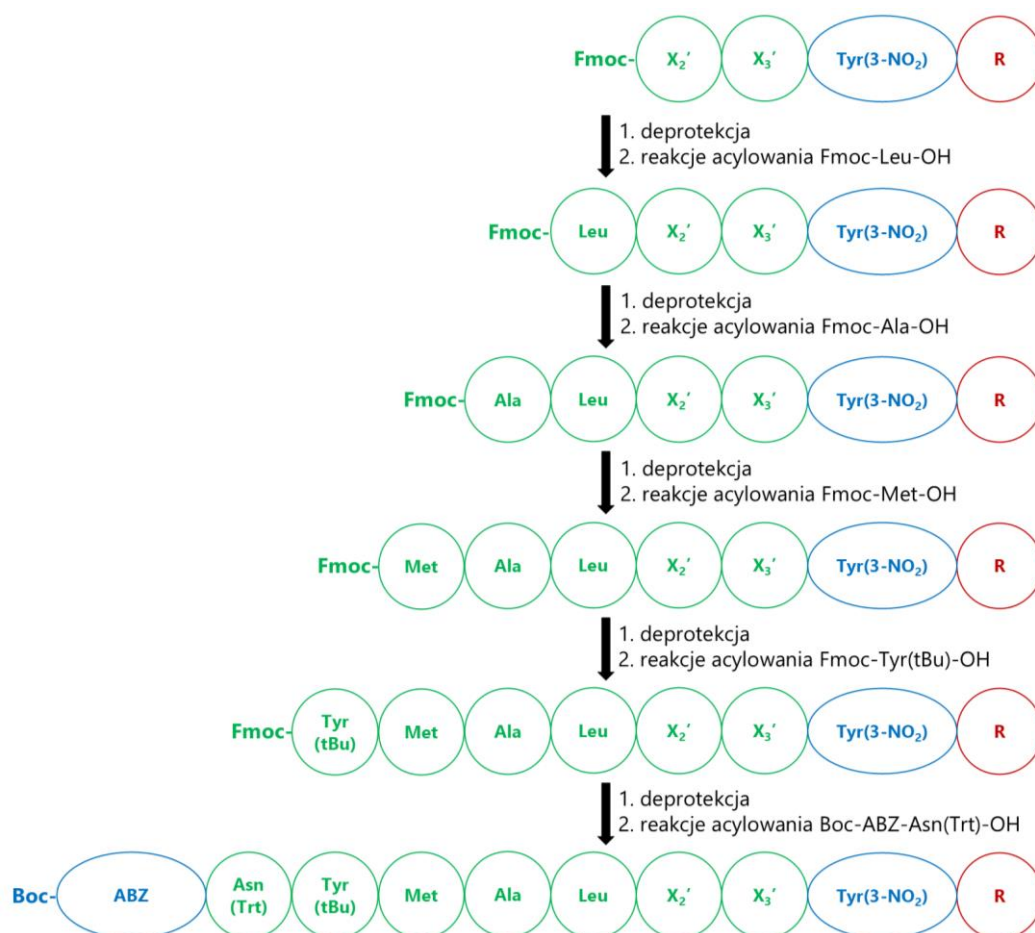 Fmoc- X₂’ X₃’ Tyr(3-NO₂) R
1. deprotekcja
2. reakcje acylowania Fmoc-Leu-OH
Fmoc- Leu X₂’ X₃’ Tyr(3-NO₂) R
1. deprotekcja
2. reakcje acylowania Fmoc-Ala-OH
Fmoc- Ala Leu X₂’ X₃’ Tyr(3-NO₂) R
1. deprotekcja
2. reakcje acylowania Fmoc-Met-OH
Fmoc- Met Ala Leu X₂’ X₃’ Tyr(3-NO₂) R
1. deprotekcja
2. reakcje acylowania Fmoc-Tyr(tBu)-OH
Fmoc- Tyr (tBu) Met Ala Leu X₂’ X₃’ Tyr(3-NO₂) R
1. deprotekcja
2. reakcje acylowania Boc-ABZ-Asn(Trt)-OH
Boc- ABZ Asn (Trt) Tyr (tBu) Met Ala Leu X₂’ X₃’ Tyr(3-NO₂) R